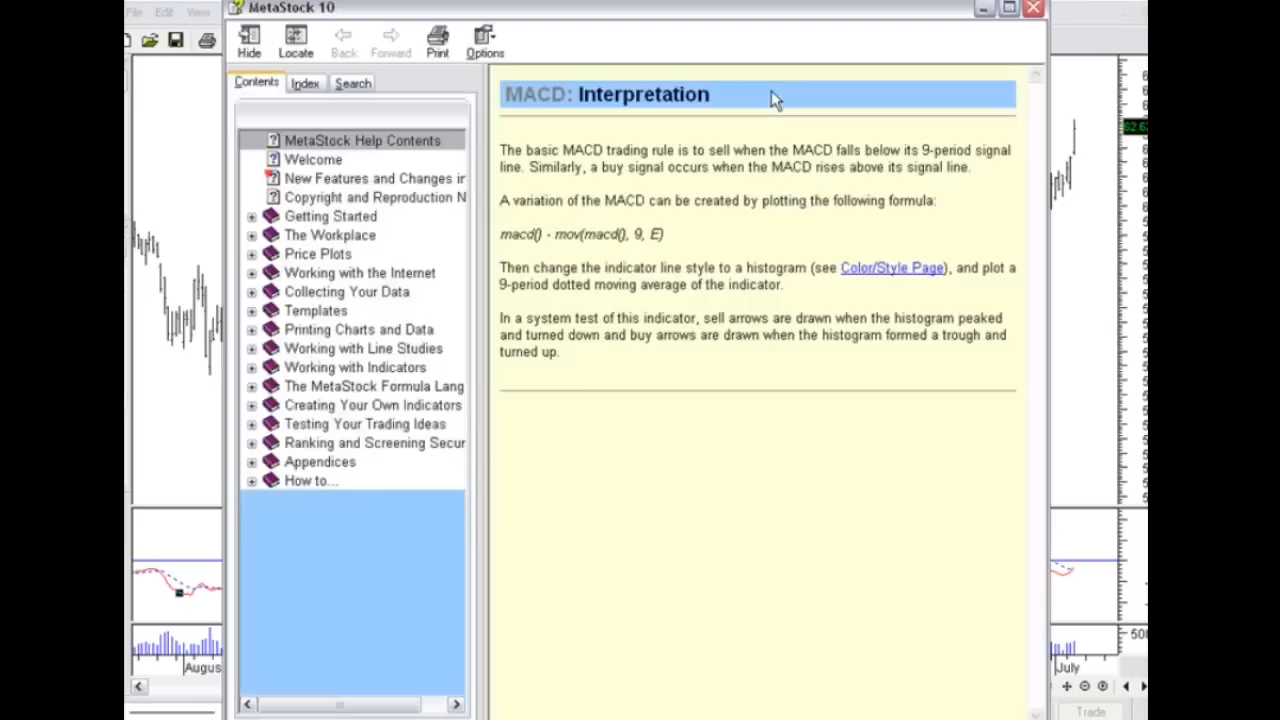 MetaStock 10
File Edit View
Hide Locate Back Forward Print Options
Contents Index Search
MetaStock Help Contents
Welcome
New Features and Changes ir
Copyright and Reproduction N
Getting Started
The Workplace
Price Plots
Working with the Internet
Collecting Your Data
Templates
Printing Charts and Data
Working with Line Studies
Working with Indicators
The MetaStock Formula Lang
Creating Your Own Indicators
Testing Your Trading Ideas
Ranking and Screening Secur
Appendices
How to...
MACD: Interpretation
The basic MACD trading rule is to sell when the MACD falls below its 9-period signal
line. Similarly, a buy signal occurs when the MACD rises above its signal line.
A variation of the MACD can be created by plotting the following formula:
macd() - mov(macd(), 9, E)
Then change the indicator line style to a histogram (see Color/Style Page), and plot a
9-period dotted moving average of the indicator.
In a system test of this indicator, sell arrows are drawn when the histogram peaked
and turned down and buy arrows are drawn when the histogram formed a trough and
turned up.
Augus
July
Trade